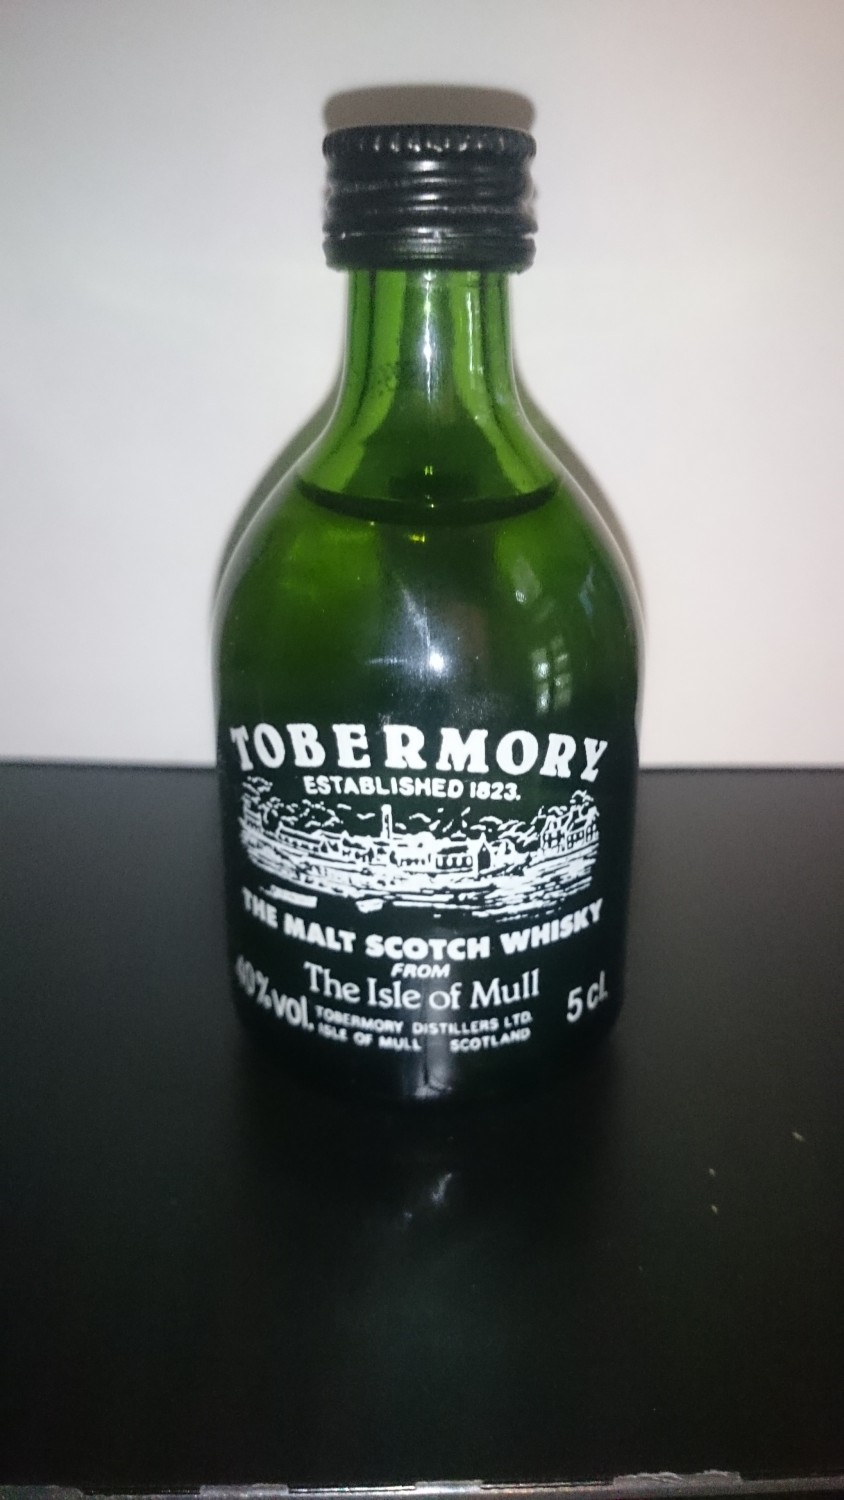 TOBERMORY
ESTABLISHED 1823.
THE MALT SCOTCH WHISKY
FROM
The Isle of Mull
40%vol.
5 cl.
TOBERMORY DISTILLERS LTD.
ISLE OF MULL SCOTLAND